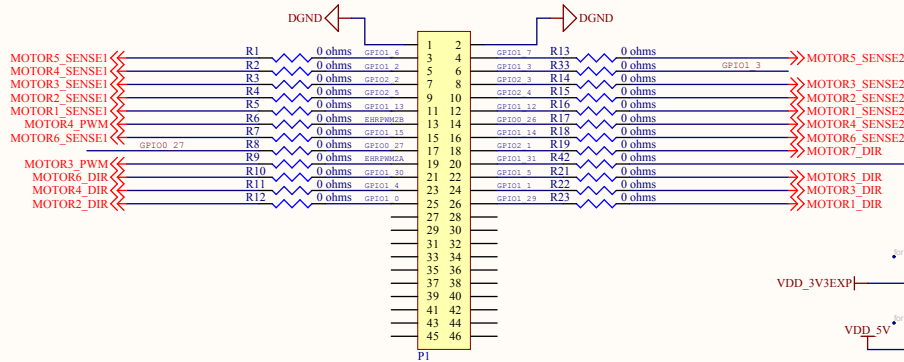 DGND DGND
1 2
MOTOR5_SENSE1 R1 0 ohms GPIO1_6 3 4 GPIO1_7 R13 0 ohms MOTOR5_SENSE2
MOTOR4_SENSE1 R2 0 ohms GPIO1_2 5 6 GPIO1_3 R33 0 ohms GPIO1_3
MOTOR3_SENSE1 R3 0 ohms GPIO2_2 7 8 GPIO2_3 R14 0 ohms MOTOR3_SENSE2
MOTOR2_SENSE1 R4 0 ohms GPIO2_5 9 10 GPIO2_4 R15 0 ohms MOTOR2_SENSE2
MOTOR1_SENSE1 R5 0 ohms GPIO1_13 11 12 GPIO1_12 R16 0 ohms MOTOR1_SENSE2
MOTOR4_PWM R6 0 ohms EHRPWM2B 13 14 GPIO0_26 R17 0 ohms MOTOR4_SENSE2
MOTOR6_SENSE1 R7 0 ohms GPIO1_15 15 16 GPIO1_14 R18 0 ohms MOTOR6_SENSE2
GPIO0_27 R8 0 ohms GPIO0_27 17 18 GPIO2_1 R19 0 ohms MOTOR7_DIR
MOTOR3_PWM R9 0 ohms EHRPWM2A 19 20 GPIO1_31 R42 0 ohms
MOTOR6_DIR R10 0 ohms GPIO1_30 21 22 GPIO1_5 R21 0 ohms MOTOR5_DIR
MOTOR4_DIR R11 0 ohms GPIO1_4 23 24 GPIO1_1 R22 0 ohms MOTOR3_DIR
MOTOR2_DIR R12 0 ohms GPIO1_0 25 26 GPIO1_29 R23 0 ohms MOTOR1_DIR
27 28
29 30
31 32
33 34
for
35 36
37 38
VDD_3V3EXP
39 40
41 42
43 44
for
VDD_5V
45 46
P1